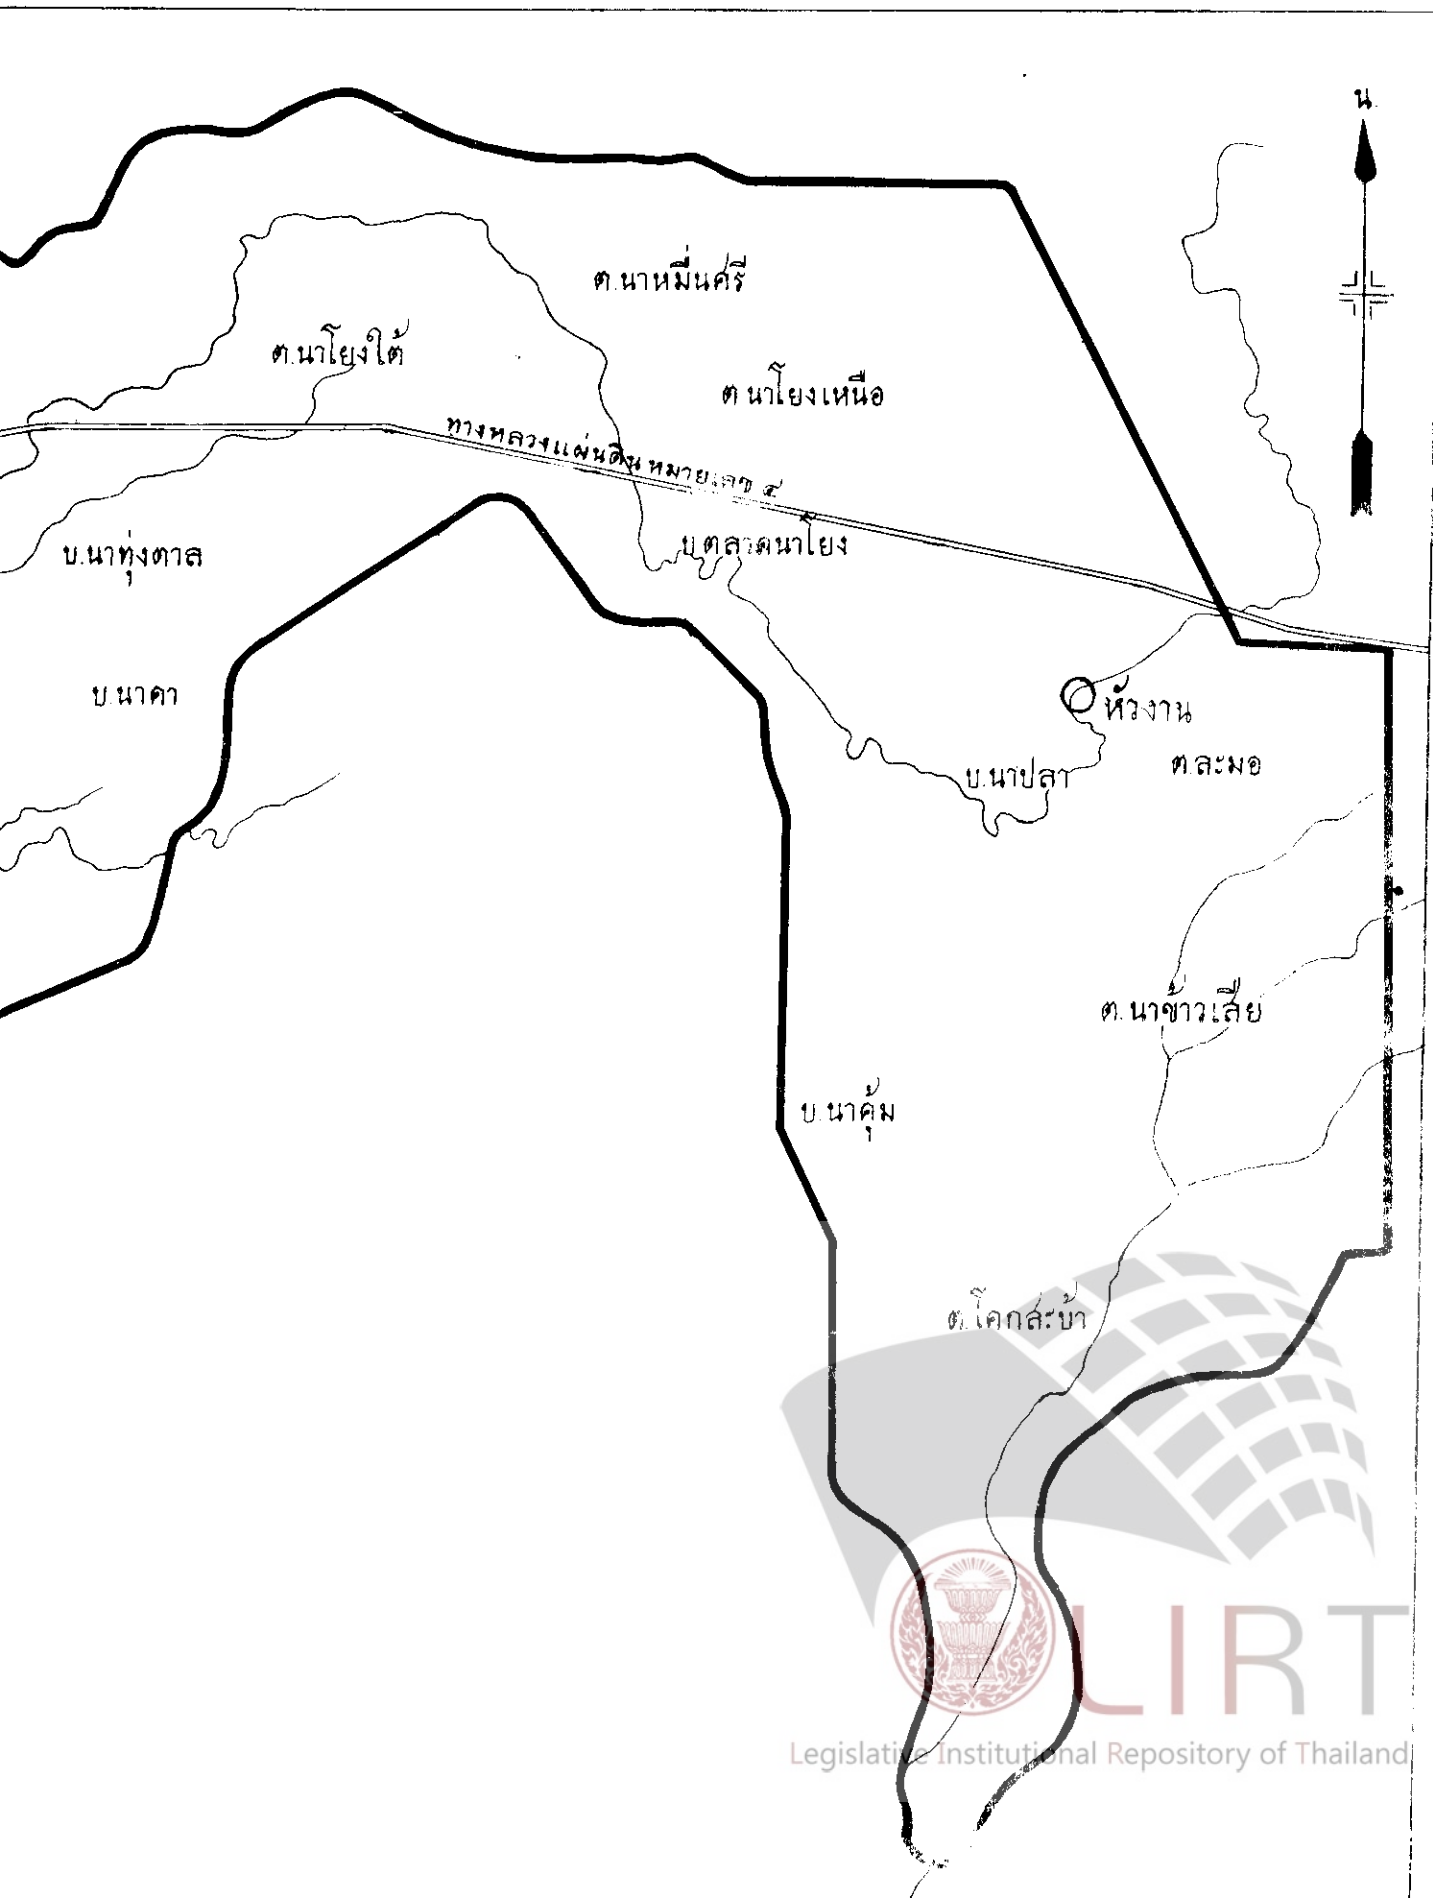 น.
ต.นาหมื่นศรี
ต.นาโยงใต้
ต.นาโยงเหนือ
ทางหลวงแผ่นดินหมายเลข ๔
บ.ตลาดนาโยง
บ.นาทุ่งตาล
บ.นาคา
หัวงาน
บ.นาปลา
ต.ละมอ
ต.นาข้าวเสีย
บ.นาคุ้ม
ต.โคกสะบ้า
LIRT
Legislative Institutional Repository of Thailand